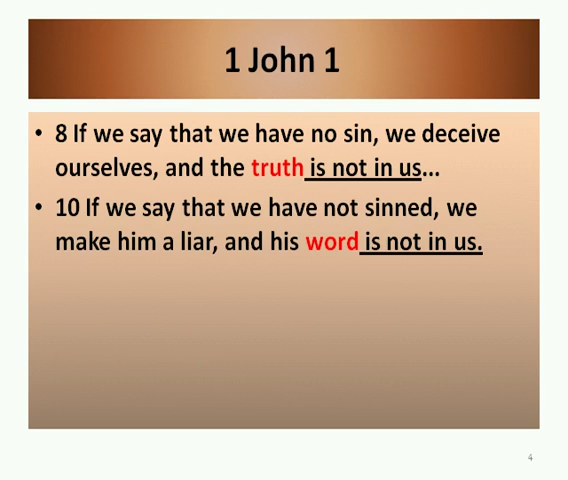 1 John 1
• 8 If we say that we have no sin, we deceive
ourselves, and the truth is not in us...
• 10 If we say that we have not sinned, we
make him a liar, and his word is not in us.
4